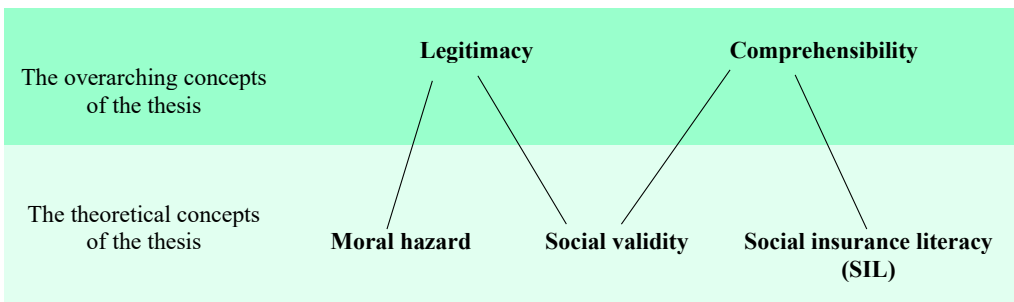 Legitimacy Comprehensibility
The overarching concepts
of the thesis
The theoretical concepts
of the thesis
Moral hazard Social validity Social insurance literacy
(SIL)